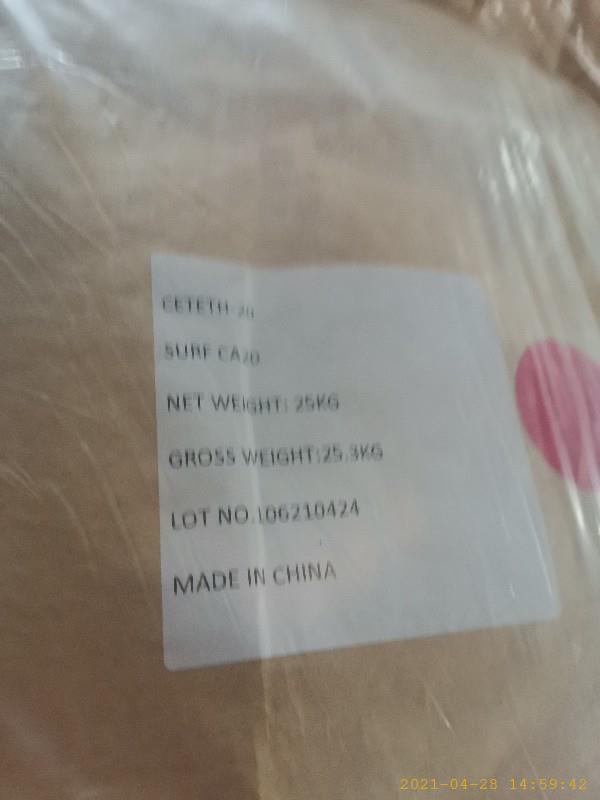 CETETH-20
SURF CA20
NET WEIGHT: 25KG
GROSS WEIGHT:25.3KG
LOT NO.:06210424
MADE IN CHINA
2021-04-28 14:59:42